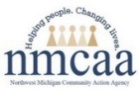 Helping people. Changing lives.
nmcaa
Northwest Michigan Community Action Agency